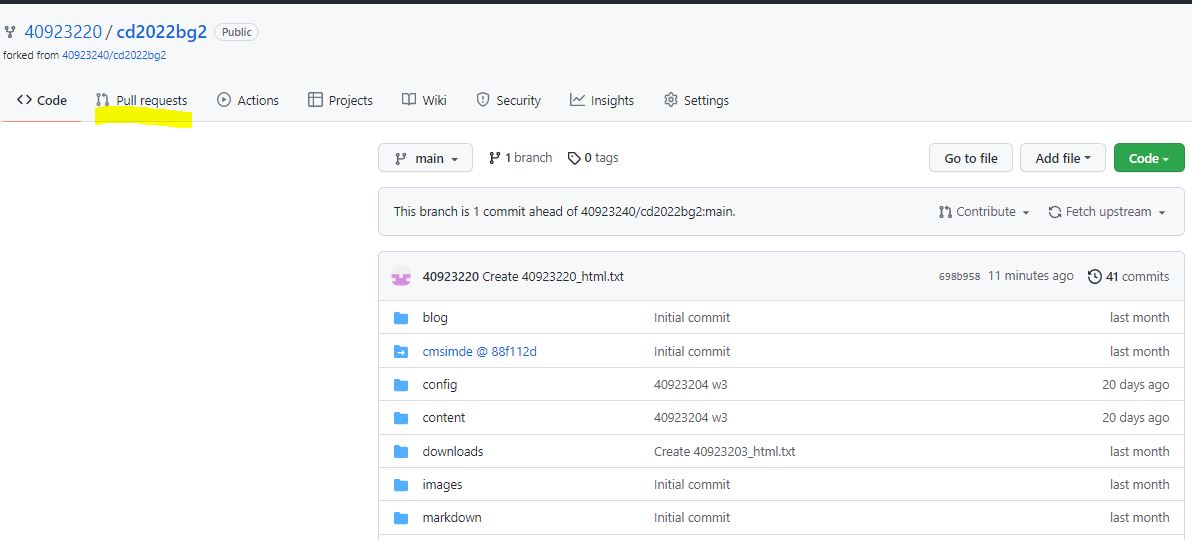 40923220 / cd2022bg2 Public
forked from 40923240/cd2022bg2
Code Pull requests Actions Projects Wiki Security Insights Settings
main 1 branch 0 tags Go to file Add file Code
This branch is 1 commit ahead of 40923240/cd2022bg2:main. Contribute Fetch upstream
40923220 Create 40923220_html.txt 698b958 11 minutes ago 41 commits
blog Initial commit last month
cmsimde @ 88f112d Initial commit last month
config 40923204 w3 20 days ago
content 40923204 w3 20 days ago
downloads Create 40923203_html.txt last month
images Initial commit last month
markdown Initial commit last month